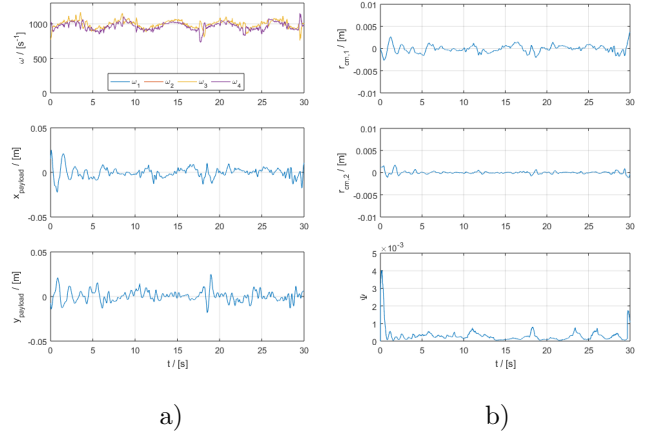 1000
500
0
ω / [s⁻¹]
ω₁ ω₂ ω₃ ω₄
0 5 10 15 20 25 30
0.05
0
-0.05
x_payload / [m]
0 5 10 15 20 25 30
0.05
0
-0.05
y_payload / [m]
0 5 10 15 20 25 30
t / [s]
a)
0.01
0.005
0
-0.005
-0.01
r_cm,1 / [m]
0 5 10 15 20 25 30
0.01
0.005
0
-0.005
-0.01
r_cm,2 / [m]
0 5 10 15 20 25 30
× 10⁻³
5
4
3
2
1
0
Ψ
0 5 10 15 20 25 30
t / [s]
b)